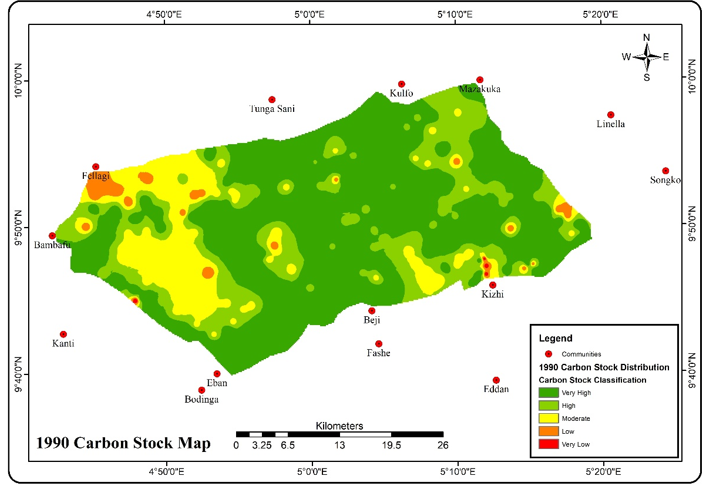 4°50'0"E 5°0'0"E 5°10'0"E 5°20'0"E
N
W E
S
10°0'0"N 10°0'0"N
Kulfo
Mazakuka
Tunga Sani
Linella
Fellagi
Songko
9°50'0"N 9°50'0"N
Bambafu
Kizhi
Beji
Kanti
Fashe
9°40'0"N 9°40'0"N
Eban
Eddan
Bodinga
Legend
Communities
1990 Carbon Stock Distribution
Carbon Stock Classification
Very High
High
Moderate
Low
Very Low
Kilometers
1990 Carbon Stock Map
0 3.25 6.5 13 19.5 26
4°50'0"E 5°0'0"E 5°10'0"E 5°20'0"E